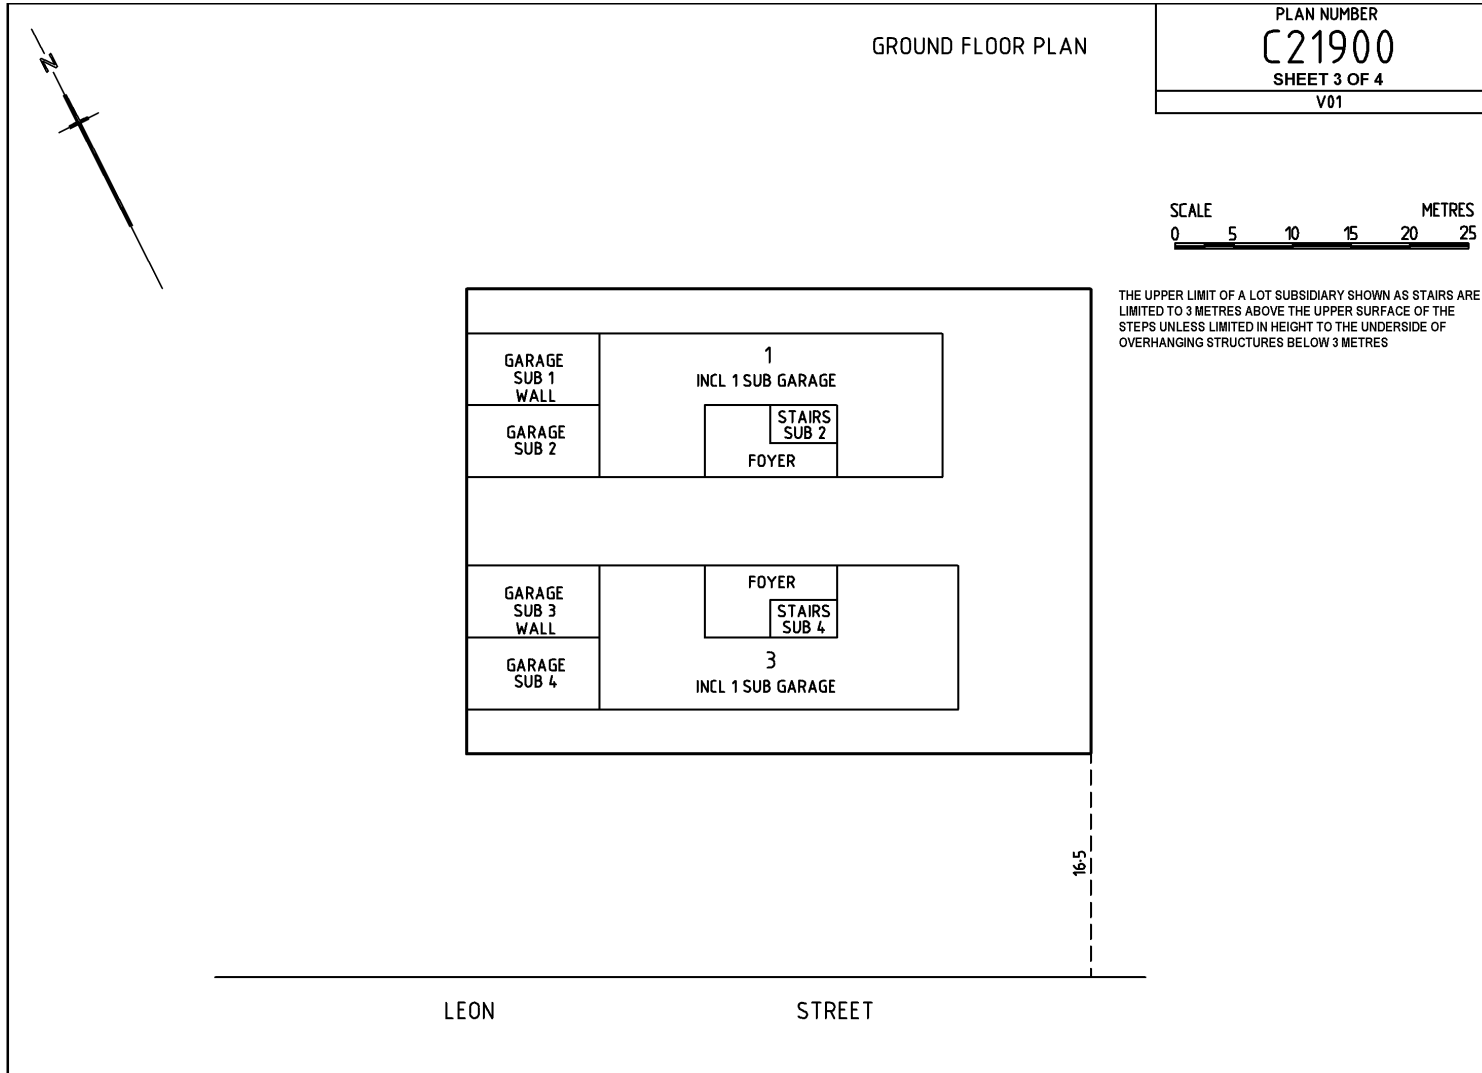 GROUND FLOOR PLAN
PLAN NUMBER
C21900
SHEET 3 OF 4
V01
N
SCALE METRES
0 5 10 15 20 25
THE UPPER LIMIT OF A LOT SUBSIDIARY SHOWN AS STAIRS ARE
LIMITED TO 3 METRES ABOVE THE UPPER SURFACE OF THE
STEPS UNLESS LIMITED IN HEIGHT TO THE UNDERSIDE OF
OVERHANGING STRUCTURES BELOW 3 METRES
GARAGE
SUB 1
WALL
GARAGE
SUB 2
1
INCL 1 SUB GARAGE
STAIRS
SUB 2
FOYER
GARAGE
SUB 3
WALL
GARAGE
SUB 4
FOYER
STAIRS
SUB 4
3
INCL 1 SUB GARAGE
16·5
LEON STREET